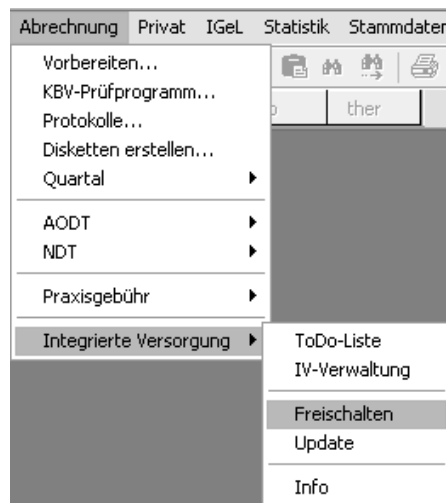 Abrechnung Privat IGeL Statistik Stammdaten
Vorbereiten...
KBV-Prüfprogramm...
Protokolle...
ther
Disketten erstellen...
Quartal
AODT
NDT
Praxisgebühr
Integrierte Versorgung
ToDo-Liste
IV-Verwaltung
Freischalten
Update
Info